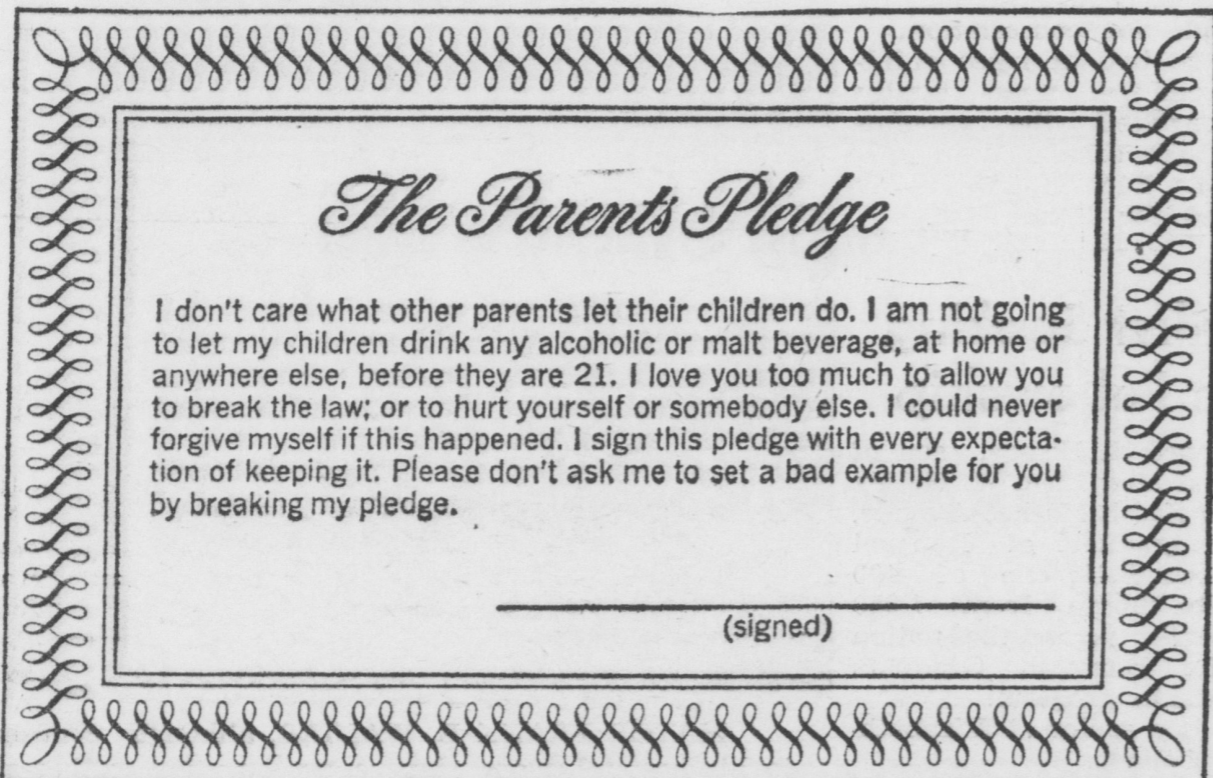 The Parents Pledge
I don't care what other parents let their children do. I am not going
to let my children drink any alcoholic or malt beverage, at home or
anywhere else, before they are 21. I love you too much to allow you
to break the law; or to hurt yourself or somebody else. I could never
forgive myself if this happened. I sign this pledge with every expecta-
tion of keeping it. Please don't ask me to set a bad example for you
by breaking my pledge.
(signed)